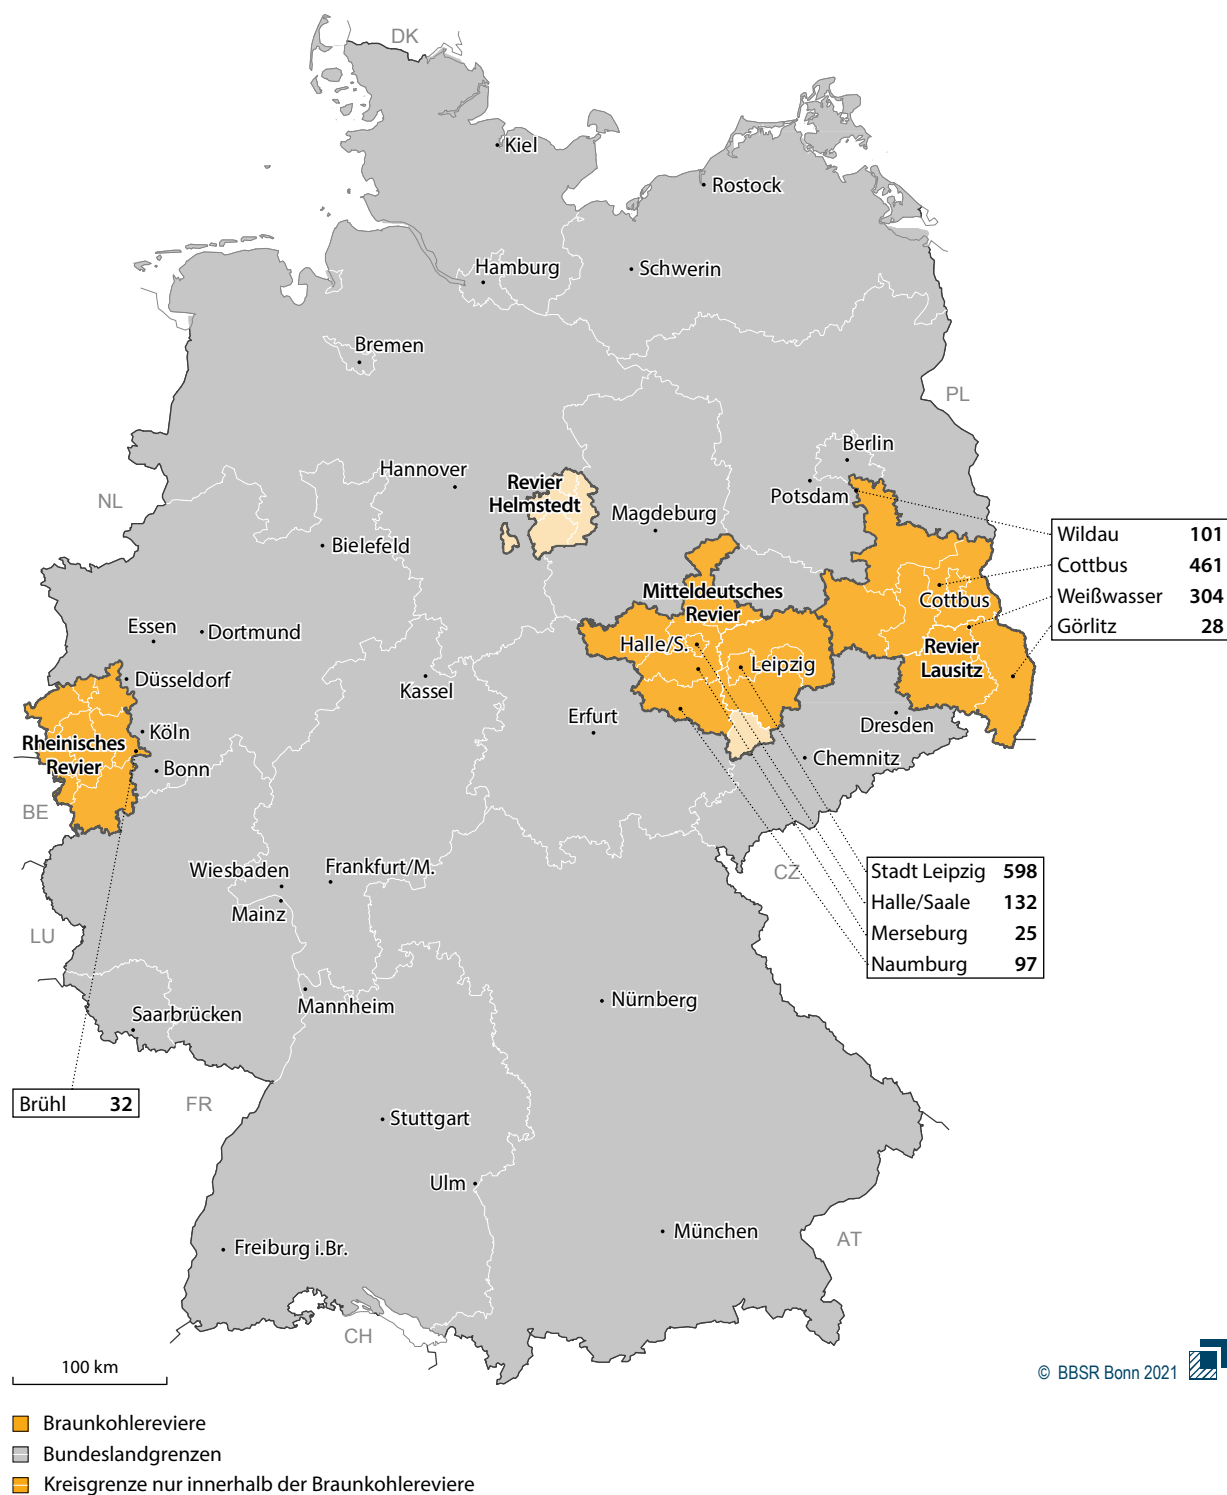 DK
Kiel
Rostock
Hamburg
Schwerin
Bremen
PL
Berlin
Hannover
Revier
Helmstedt
Potsdam
NL
Magdeburg
Bielefeld
Wildau 101
Cottbus 461
Weißwasser 304
Görlitz 28
Mitteldeutsches
Revier
Cottbus
Essen
Dortmund
Halle/S.
Leipzig
Revier
Lausitz
Düsseldorf
Kassel
Erfurt
Dresden
Köln
Rheinisches
Revier
Bonn
Chemnitz
BE
Wiesbaden
Frankfurt/M.
CZ
Stadt Leipzig 598
Halle/Saale 132
Merseburg 25
Naumburg 97
Mainz
LU
Mannheim
Nürnberg
Saarbrücken
Brühl 32
FR
Stuttgart
Ulm
München
AT
Freiburg i.Br.
CH
100 km
© BBSR Bonn 2021
Braunkohlereviere
Bundeslandgrenzen
Kreisgrenze nur innerhalb der Braunkohlereviere